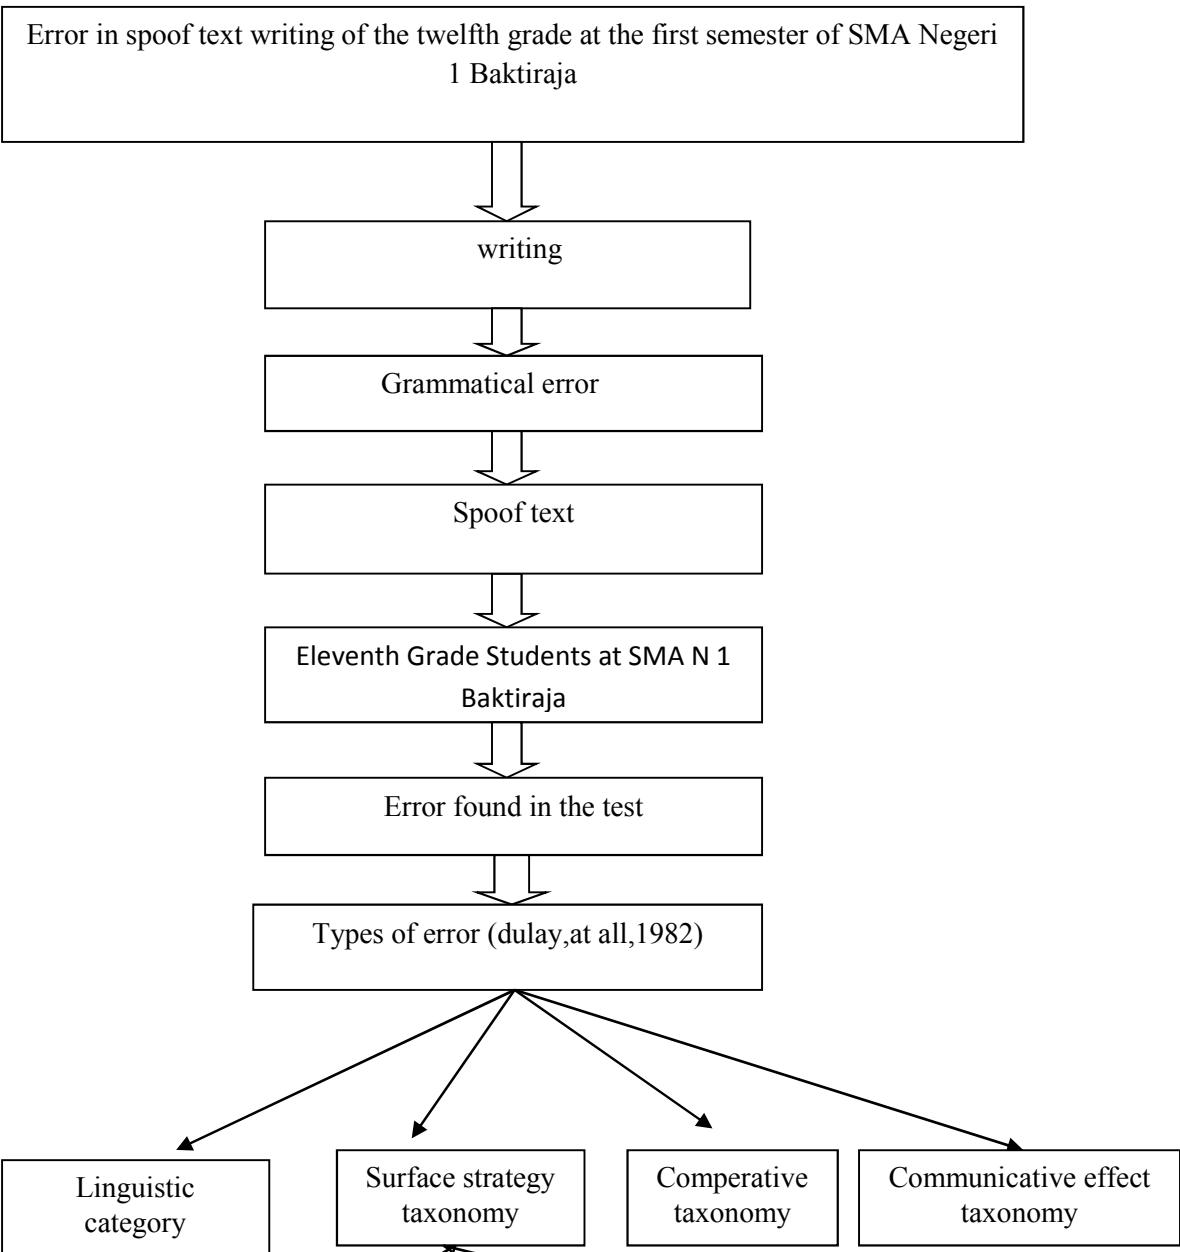 Error in spoof text writing of the twelfth grade at the first semester of SMA Negeri
1 Baktiraja
writing
Grammatical error
Spoof text
Eleventh Grade Students at SMA N 1
Baktiraja
Error found in the test
Types of error (dulay,at all,1982)
Linguistic
category
Surface strategy
taxonomy
Comperative
taxonomy
Communicative effect
taxonomy